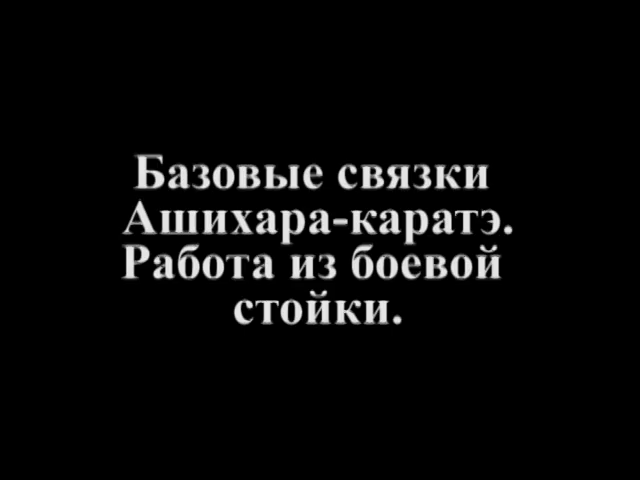 Базовые связки
Ашихара-каратэ.
Работа из боевой
стойки.